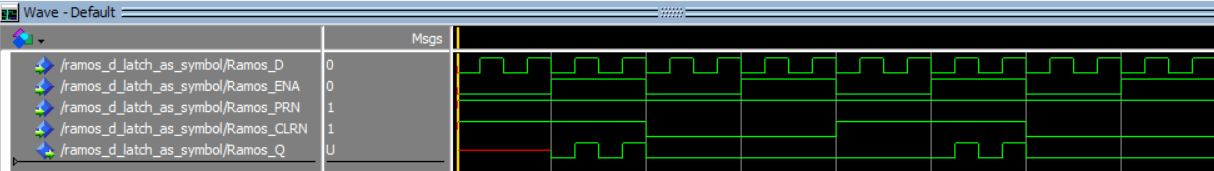 Wave - Default
Msgs
/ramos_d_latch_as_symbol/Ramos_D 0
/ramos_d_latch_as_symbol/Ramos_ENA 0
/ramos_d_latch_as_symbol/Ramos_PRN 1
/ramos_d_latch_as_symbol/Ramos_CLRN 1
/ramos_d_latch_as_symbol/Ramos_Q U